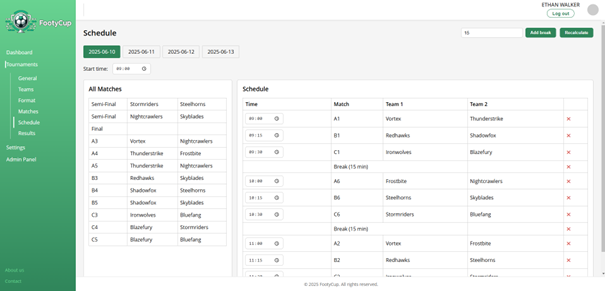 ETHAN WALKER
Log out
FootyCup
Dashboard
Tournaments
General
Teams
Format
Matches
Schedule
Results
Settings
Admin Panel
About us
Contact
Schedule
Add break
Recalculate
2025-06-10
2025-06-11
2025-06-12
2025-06-13
Start time: 09:00
All Matches
Semi-Final Stormriders Steelhorns
Semi-Final Nightcrawlers Skyblades
Final
A3 Vortex Nightcrawlers
A4 Thunderstrike Frostbite
A5 Thunderstrike Nightcrawlers
B3 Redhawks Skyblades
B4 Shadowfox Steelhorns
B5 Shadowfox Skyblades
C3 Ironwolves Bluefang
C4 Blazefury Stormriders
C5 Blazefury Bluefang
Schedule
Time Match Team 1 Team 2
09:00 A1 Vortex Thunderstrike
09:15 B1 Redhawks Shadowfox
09:30 C1 Ironwolves Blazefury
Break (15 min)
10:00 A6 Frostbite Nightcrawlers
10:15 B6 Steelhorns Skyblades
10:30 C6 Stormriders Bluefang
Break (15 min)
11:00 A2 Vortex Frostbite
11:15 B2 Redhawks Steelhorns
© 2025 FootyCup. All rights reserved.